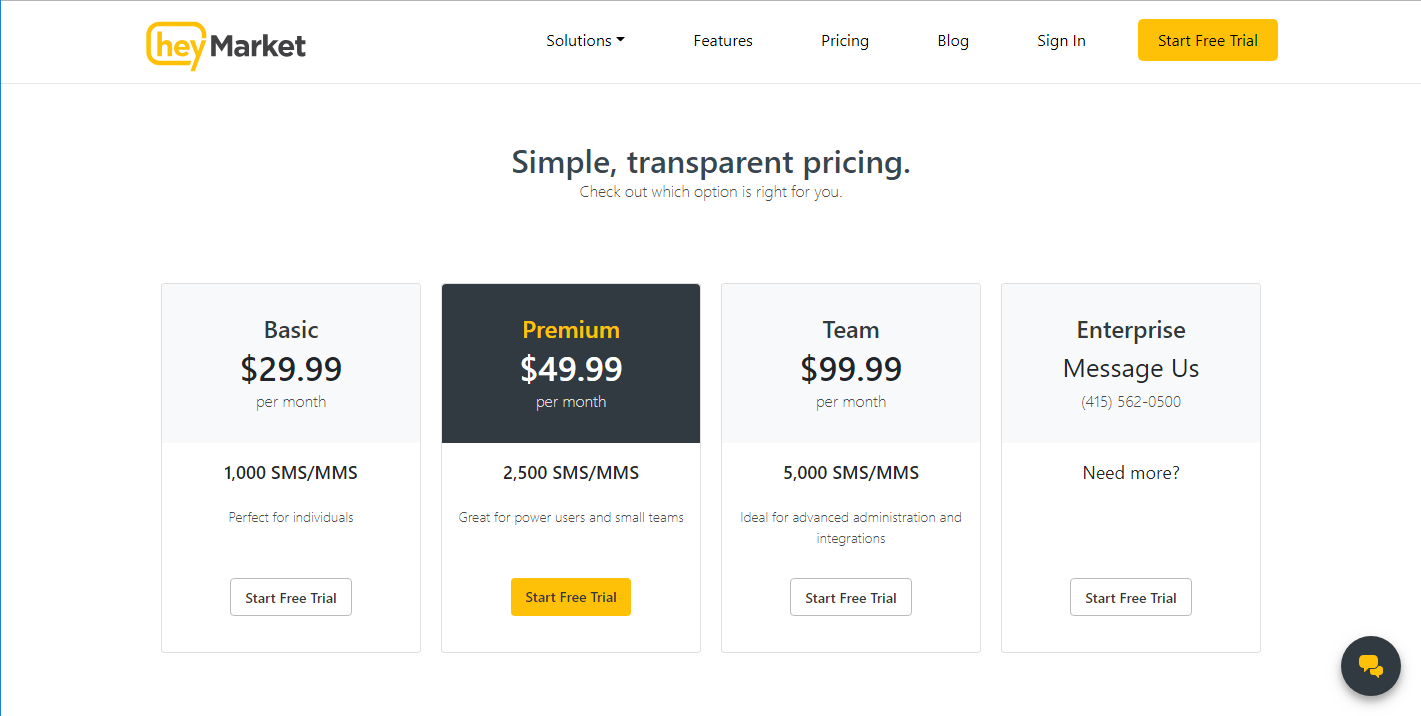 heyMarket
Solutions
Features
Pricing
Blog
Sign In
Start Free Trial
Simple, transparent pricing.
Check out which option is right for you.
Basic
$29.99
per month
1,000 SMS/MMS
Perfect for individuals
Start Free Trial
Premium
$49.99
per month
2,500 SMS/MMS
Great for power users and small teams
Start Free Trial
Team
$99.99
per month
5,000 SMS/MMS
Ideal for advanced administration and
integrations
Start Free Trial
Enterprise
Message Us
(415) 562-0500
Need more?
Start Free Trial